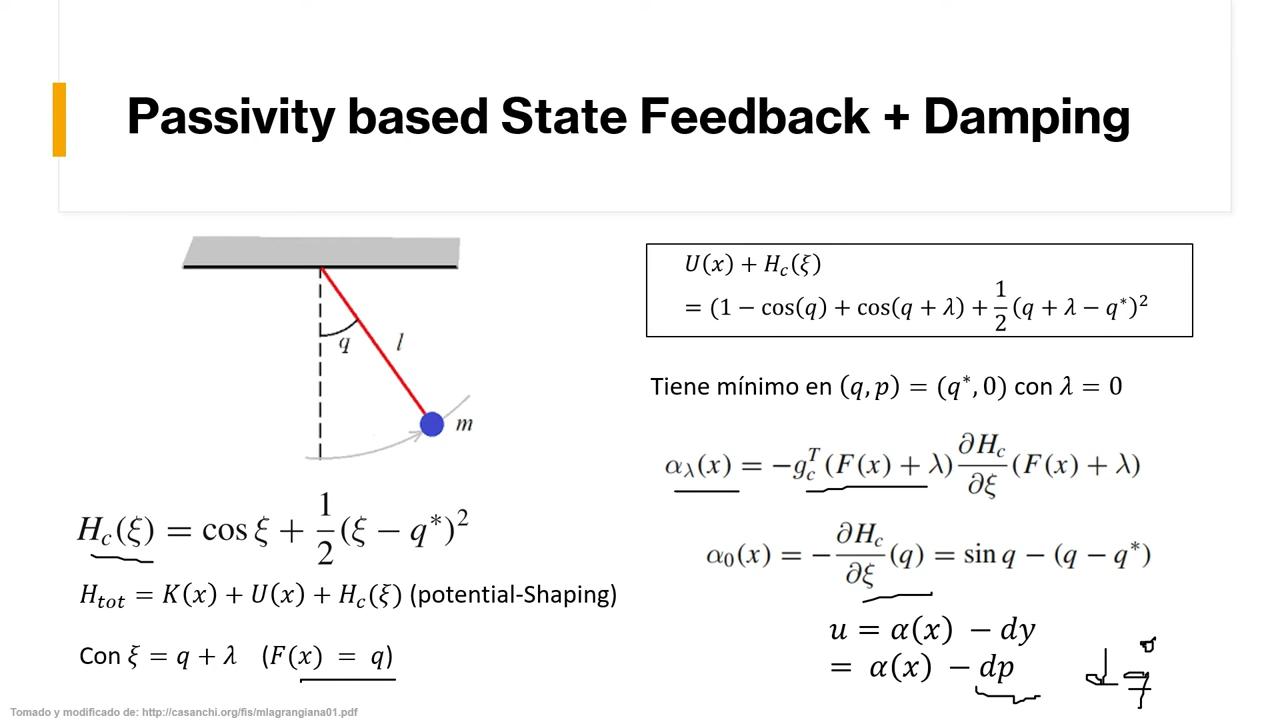 Passivity based State Feedback + Damping
q
l
m
H_c(ξ) = cos ξ + 1/2 (ξ − q*)²
H_tot = K(x) + U(x) + H_c(ξ) (potential-Shaping)
Con ξ = q + λ (F(x) = q)
U(x) + H_c(ξ)
= (1 − cos(q) + cos(q + λ) + 1/2 (q + λ − q*)²
Tiene mínimo en (q, p) = (q*, 0) con λ = 0
α_λ(x) = −g_c^T (F(x) + λ) ∂H_c/∂ξ (F(x) + λ)
α_0(x) = − ∂H_c/∂ξ (q) = sin q − (q − q*)
u = α(x) − dy
= α(x) − dp
Tomado y modificado de: http://casanchi.org/fis/mlagrangiana01.pdf